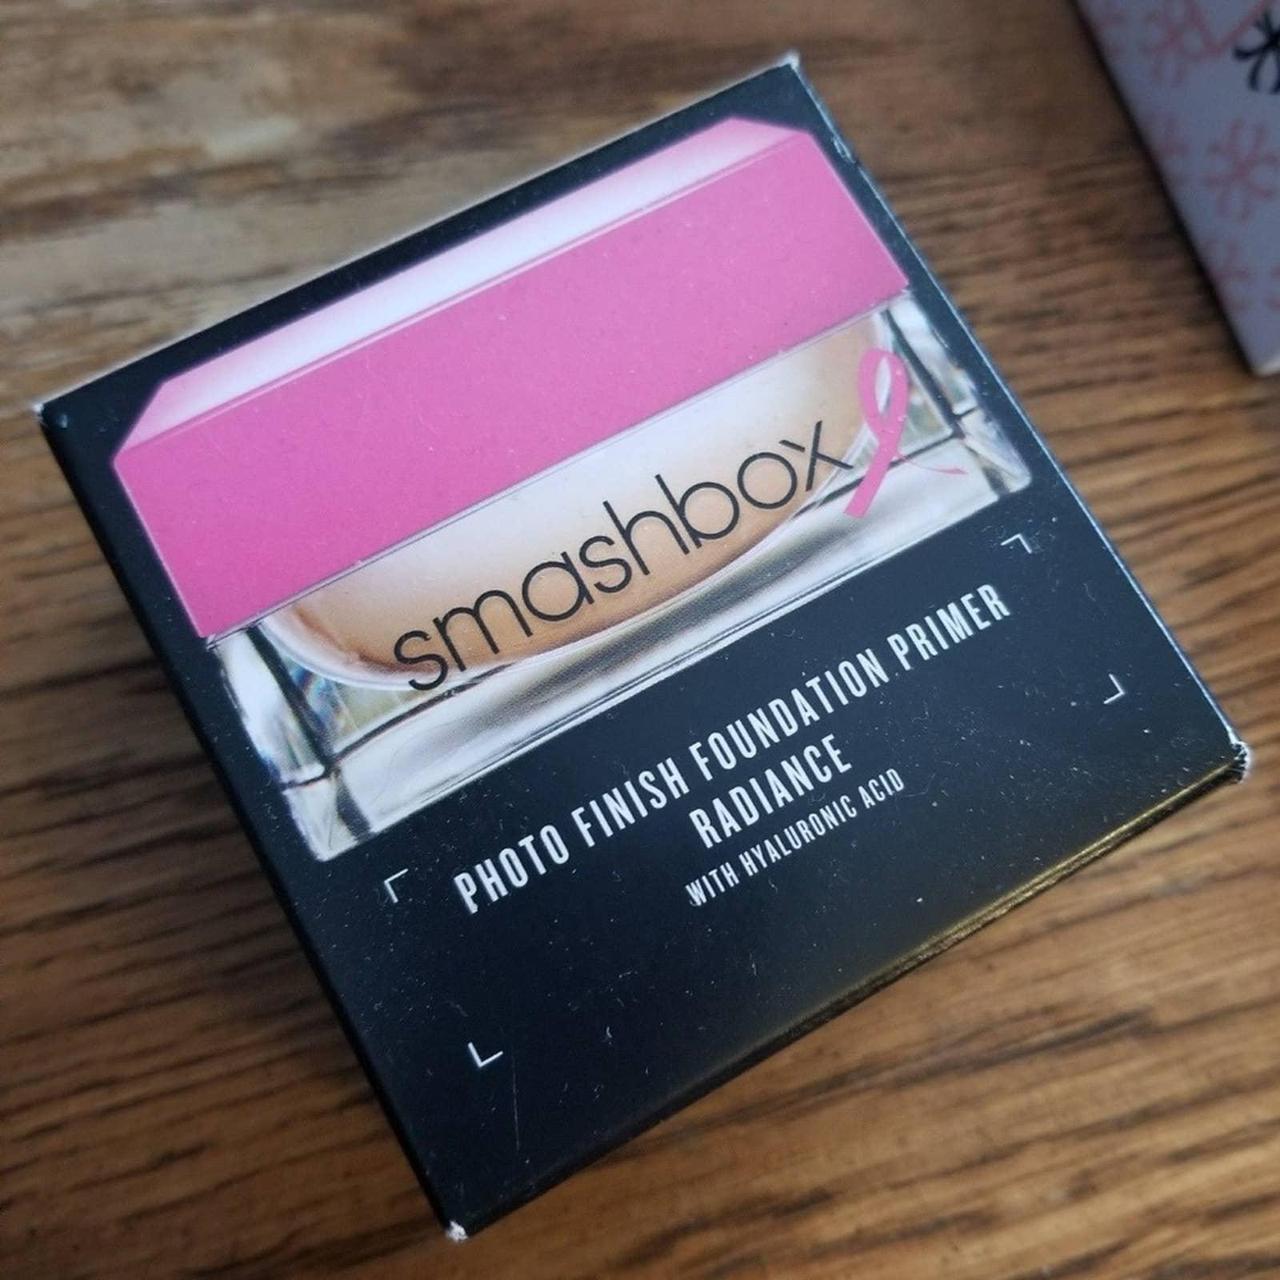 smashbox
PHOTO FINISH FOUNDATION PRIMER
RADIANCE
WITH HYALURONIC ACID